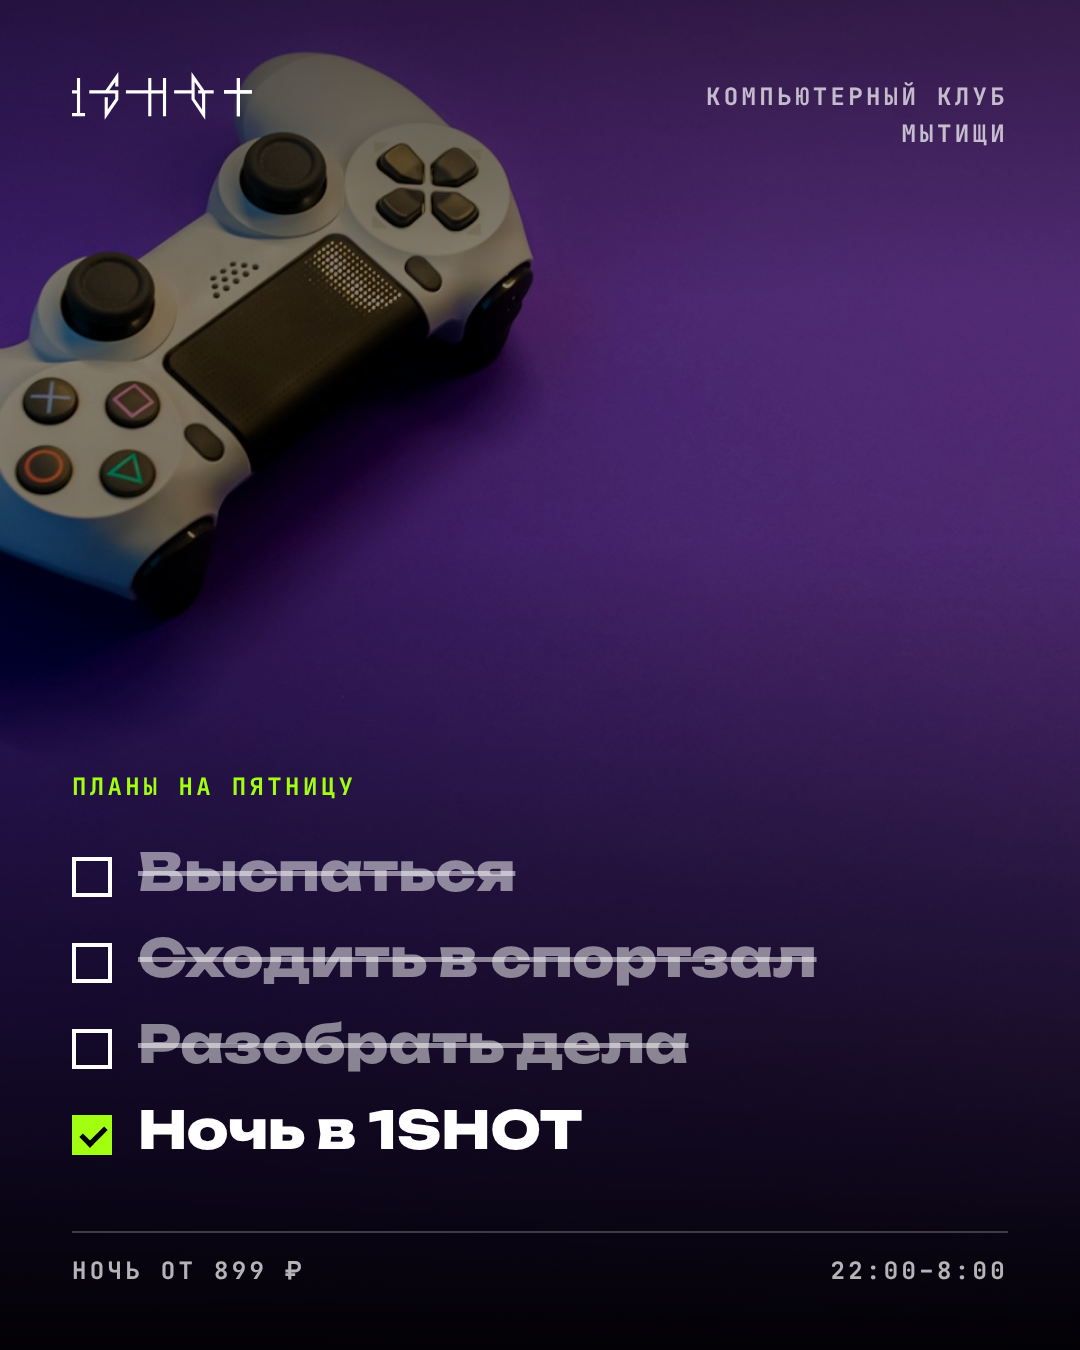 1SHOT
КОМПЬЮТЕРНЫЙ КЛУБ
МЫТИЩИ
ПЛАНЫ НА ПЯТНИЦУ
Выспаться
Сходить в спортзал
Разобрать дела
Ночь в 1SHOT
НОЧЬ ОТ 899 ₽
22:00–8:00